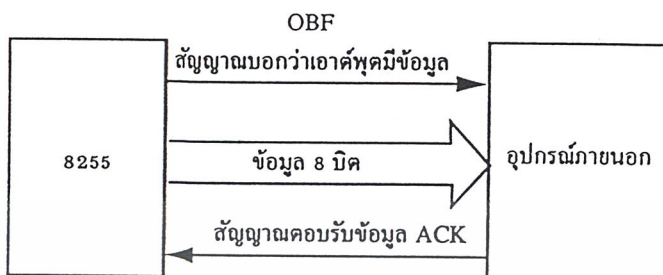 OBF
สัญญาณบอกว่าเอาต์พุตมีข้อมูล
8255
ข้อมูล 8 บิต
อุปกรณ์ภายนอก
สัญญาณตอบรับข้อมูล ACK